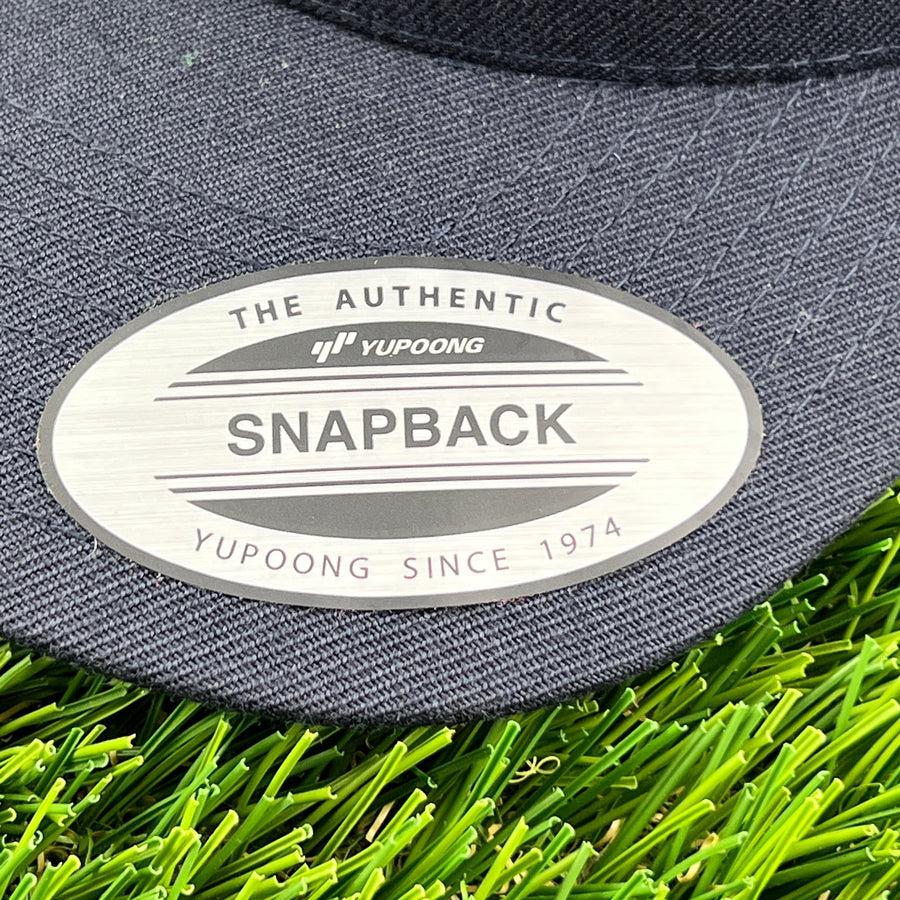 THE AUTHENTIC
YUPOONG
SNAPBACK
YUPOONG SINCE 1974